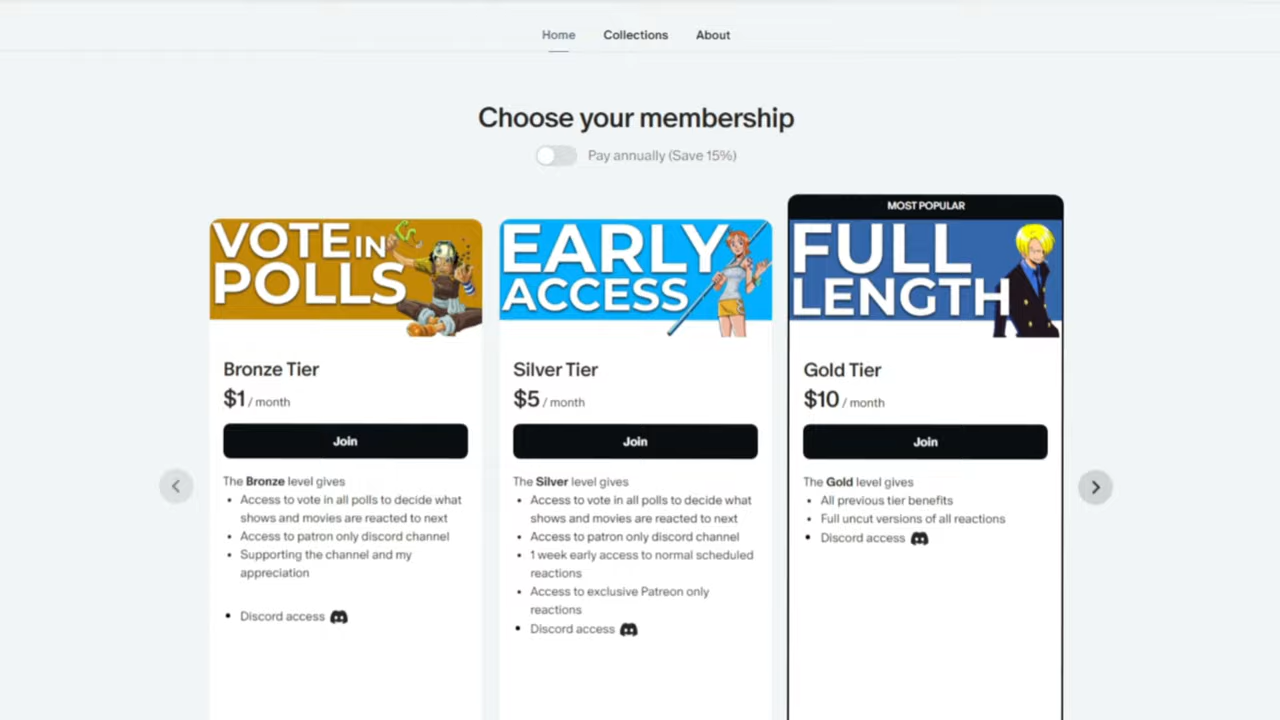 Home
Collections
About
Choose your membership
Pay annually (Save 15%)
VOTE IN
POLLS
Bronze Tier
$1 / month
Join
The Bronze level gives
• Access to vote in all polls to decide what
shows and movies are reacted to next
• Access to patron only discord channel
• Supporting the channel and my
appreciation
• Discord access
EARLY
ACCESS
Silver Tier
$5 / month
Join
The Silver level gives
• Access to vote in all polls to decide what
shows and movies are reacted to next
• Access to patron only discord channel
• 1 week early access to normal scheduled
reactions
• Access to exclusive Patreon only
reactions
• Discord access
MOST POPULAR
FULL
LENGTH
Gold Tier
$10 / month
Join
The Gold level gives
• All previous tier benefits
• Full uncut versions of all reactions
• Discord access